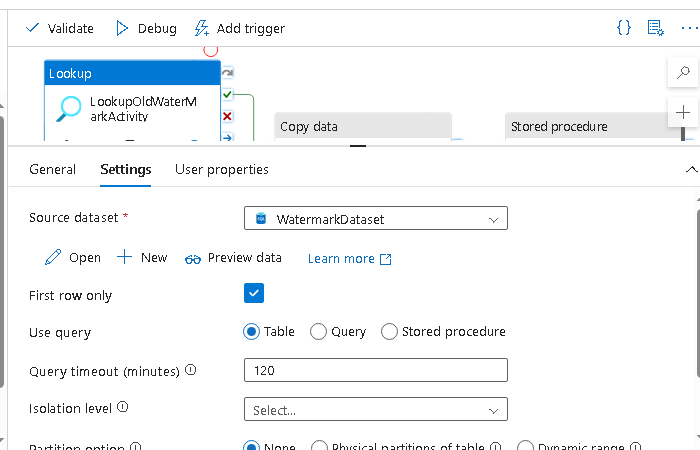 Validate Debug Add trigger
Lookup
LookupOldWaterM
arkActivity
Copy data
Stored procedure
General Settings User properties
Source dataset * WatermarkDataset
Open New Preview data Learn more
First row only
Use query Table Query Stored procedure
Query timeout (minutes) 120
Isolation level Select...
Partition option None Physical partitions of table Dynamic range